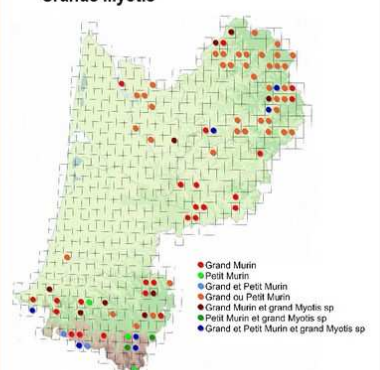 Grands Myotis
Grand Murin
Petit Murin
Grand et Petit Murin
Grand ou Petit Murin
Grand Murin et grand Myotis sp
Petit Murin et grand Myotis sp
Grand et Petit Murin et grand Myotis sp